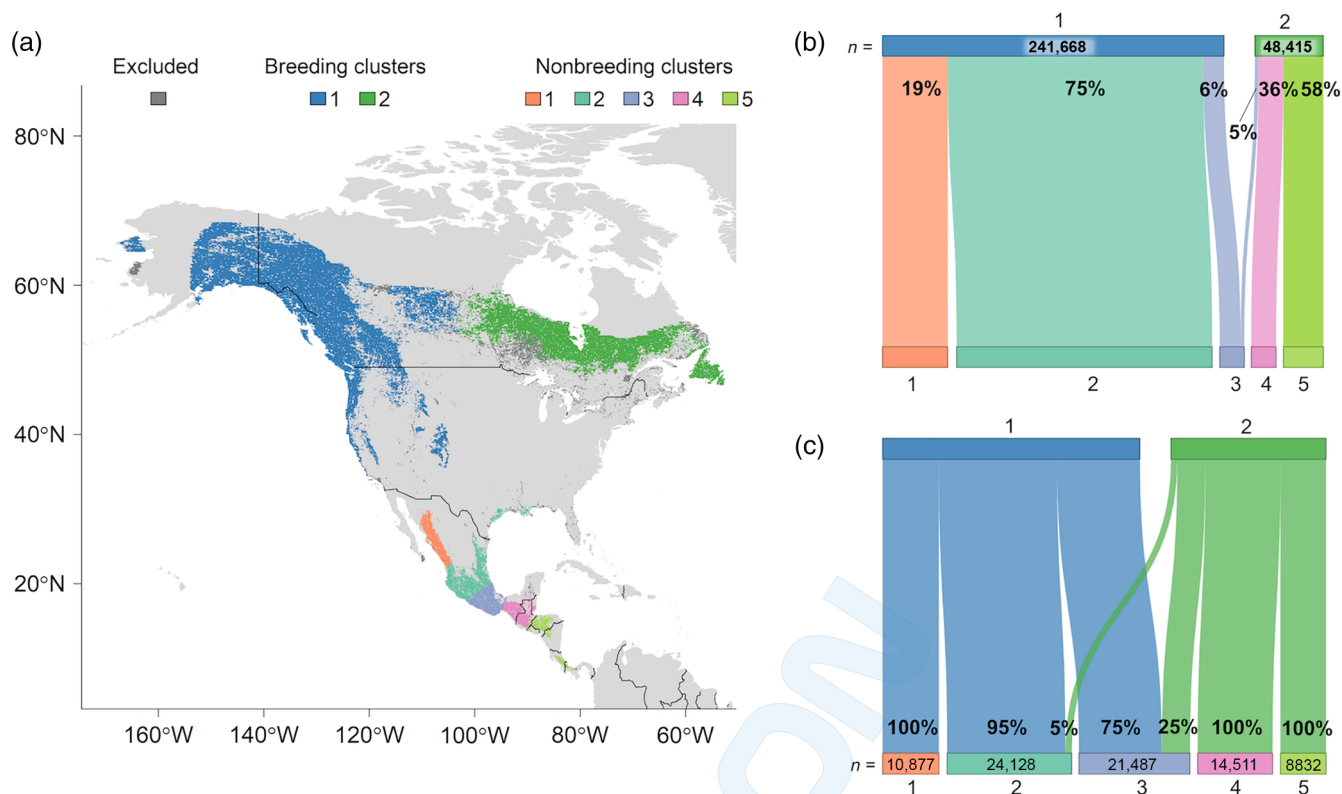 (a)
Excluded
Breeding clusters
Nonbreeding clusters
1 2
1 2 3 4 5
80°N
60°N
40°N
20°N
160°W 140°W 120°W 100°W 80°W 60°W
(b)
1 2
n = 241,668 48,415
19% 75% 6% 36% 58%
5%
1 2 3 4 5
(c)
1 2
100% 95% 5% 75% 25% 100% 100%
n = 10,877 24,128 21,487 14,511 8832
1 2 3 4 5